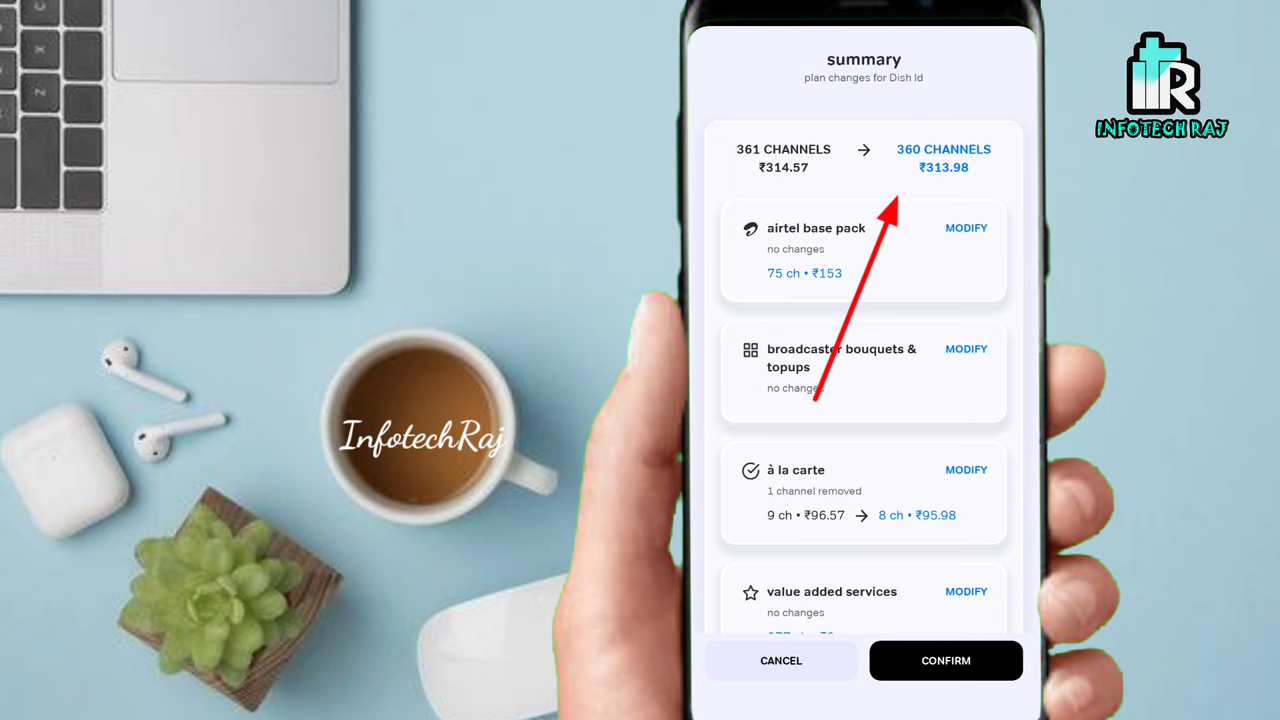 summary
plan changes for Dish Id
361 CHANNELS → 360 CHANNELS
₹314.57 ₹313.98
airtel base pack MODIFY
no changes
75 ch • ₹153
broadcaster bouquets & MODIFY
topups
no changes
à la carte MODIFY
1 channel removed
9 ch • ₹96.57 → 8 ch • ₹95.98
value added services MODIFY
no changes
CANCEL CONFIRM
InfotechRaj
INFOTECH RAJ